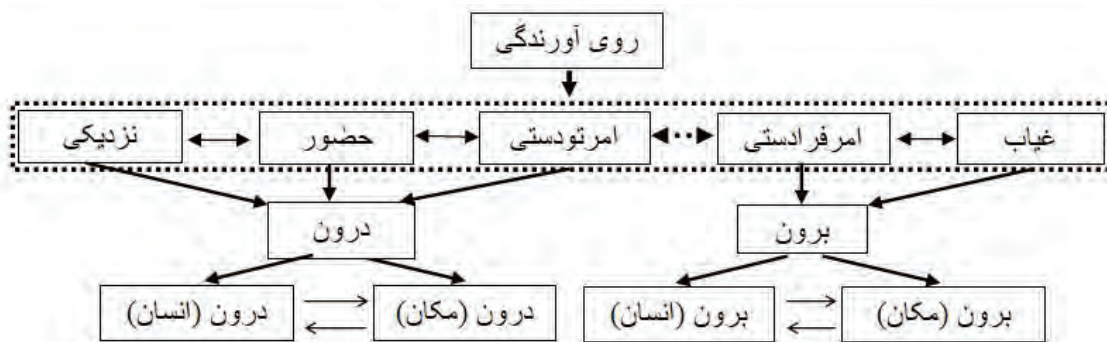 روی آورندگی
غیاب
امرفرادستی
امرتودستی
حضور
نزدیکی
برون
درون
برون (مکان)
برون (انسان)
درون (مکان)
درون (انسان)